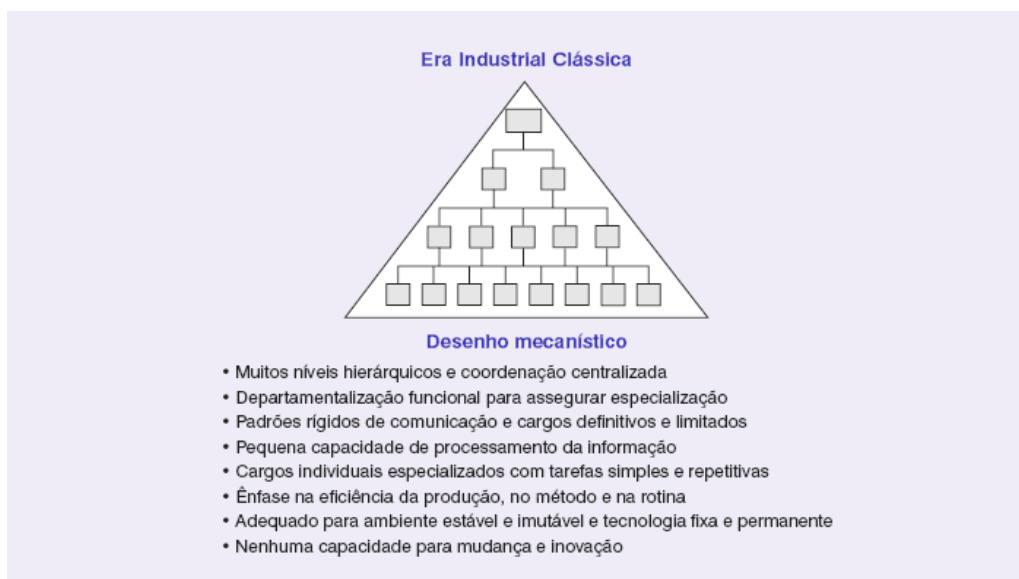 Era Industrial Clássica
Desenho mecanístico
• Muitos níveis hierárquicos e coordenação centralizada
• Departamentalização funcional para assegurar especialização
• Padrões rígidos de comunicação e cargos definitivos e limitados
• Pequena capacidade de processamento da informação
• Cargos individuais especializados com tarefas simples e repetitivas
• Ênfase na eficiência da produção, no método e na rotina
• Adequado para ambiente estável e imutável e tecnologia fixa e permanente
• Nenhuma capacidade para mudança e inovação